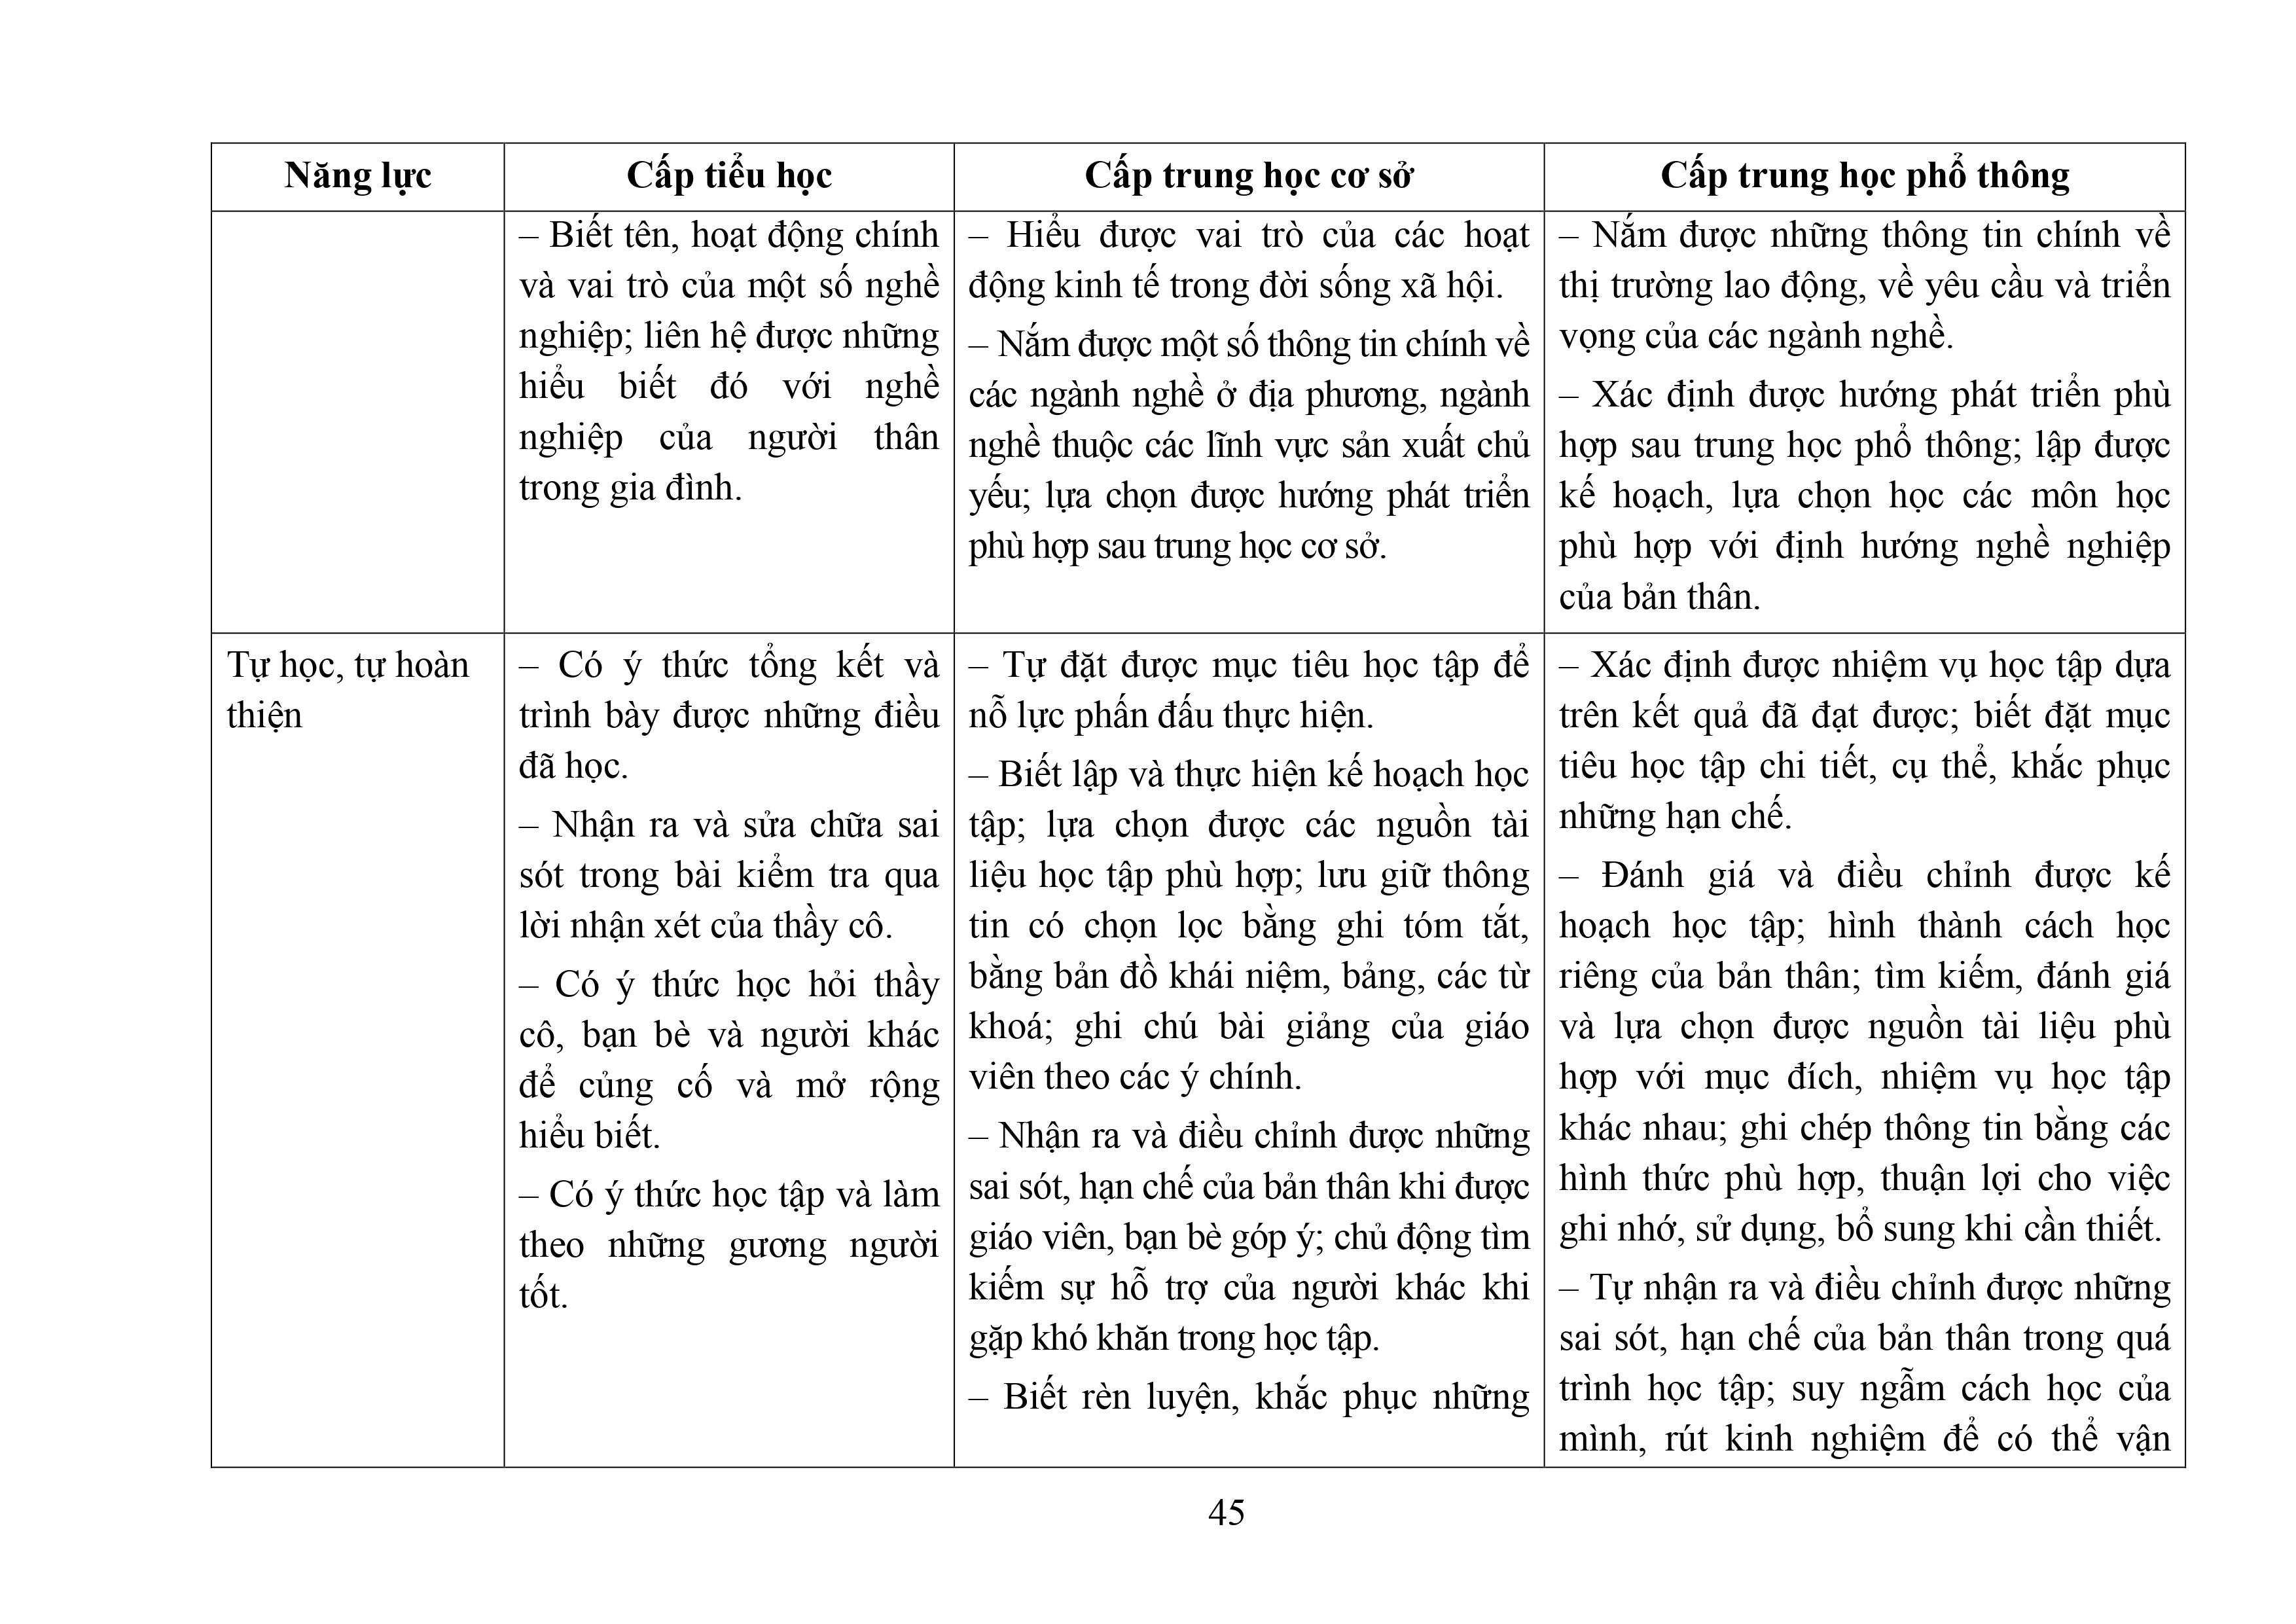 Năng lực
Cấp tiểu học
Cấp trung học cơ sở
Cấp trung học phổ thông
– Biết tên, hoạt động chính
và vai trò của một số nghề
nghiệp; liên hệ được những
hiểu biết đó với nghề
nghiệp của người thân
trong gia đình.
– Hiểu được vai trò của các hoạt
động kinh tế trong đời sống xã hội.
– Nắm được một số thông tin chính về
các ngành nghề ở địa phương, ngành
nghề thuộc các lĩnh vực sản xuất chủ
yếu; lựa chọn được hướng phát triển
phù hợp sau trung học cơ sở.
– Nắm được những thông tin chính về
thị trường lao động, về yêu cầu và triển
vọng của các ngành nghề.
– Xác định được hướng phát triển phù
hợp sau trung học phổ thông; lập được
kế hoạch, lựa chọn học các môn học
phù hợp với định hướng nghề nghiệp
của bản thân.
Tự học, tự hoàn
thiện
– Có ý thức tổng kết và
trình bày được những điều
đã học.
– Nhận ra và sửa chữa sai
sót trong bài kiểm tra qua
lời nhận xét của thầy cô.
– Có ý thức học hỏi thầy
cô, bạn bè và người khác
để củng cố và mở rộng
hiểu biết.
– Có ý thức học tập và làm
theo những gương người
tốt.
– Tự đặt được mục tiêu học tập để
nỗ lực phấn đấu thực hiện.
– Biết lập và thực hiện kế hoạch học
tập; lựa chọn được các nguồn tài
liệu học tập phù hợp; lưu giữ thông
tin có chọn lọc bằng ghi tóm tắt,
bằng bản đồ khái niệm, bảng, các từ
khoá; ghi chú bài giảng của giáo
viên theo các ý chính.
– Nhận ra và điều chỉnh được những
sai sót, hạn chế của bản thân khi được
giáo viên, bạn bè góp ý; chủ động tìm
kiếm sự hỗ trợ của người khác khi
gặp khó khăn trong học tập.
– Biết rèn luyện, khắc phục những
– Xác định được nhiệm vụ học tập dựa
trên kết quả đã đạt được; biết đặt mục
tiêu học tập chi tiết, cụ thể, khắc phục
những hạn chế.
– Đánh giá và điều chỉnh được kế
hoạch học tập; hình thành cách học
riêng của bản thân; tìm kiếm, đánh giá
và lựa chọn được nguồn tài liệu phù
hợp với mục đích, nhiệm vụ học tập
khác nhau; ghi chép thông tin bằng các
hình thức phù hợp, thuận lợi cho việc
ghi nhớ, sử dụng, bổ sung khi cần thiết.
– Tự nhận ra và điều chỉnh được những
sai sót, hạn chế của bản thân trong quá
trình học tập; suy ngẫm cách học của
mình, rút kinh nghiệm để có thể vận
45